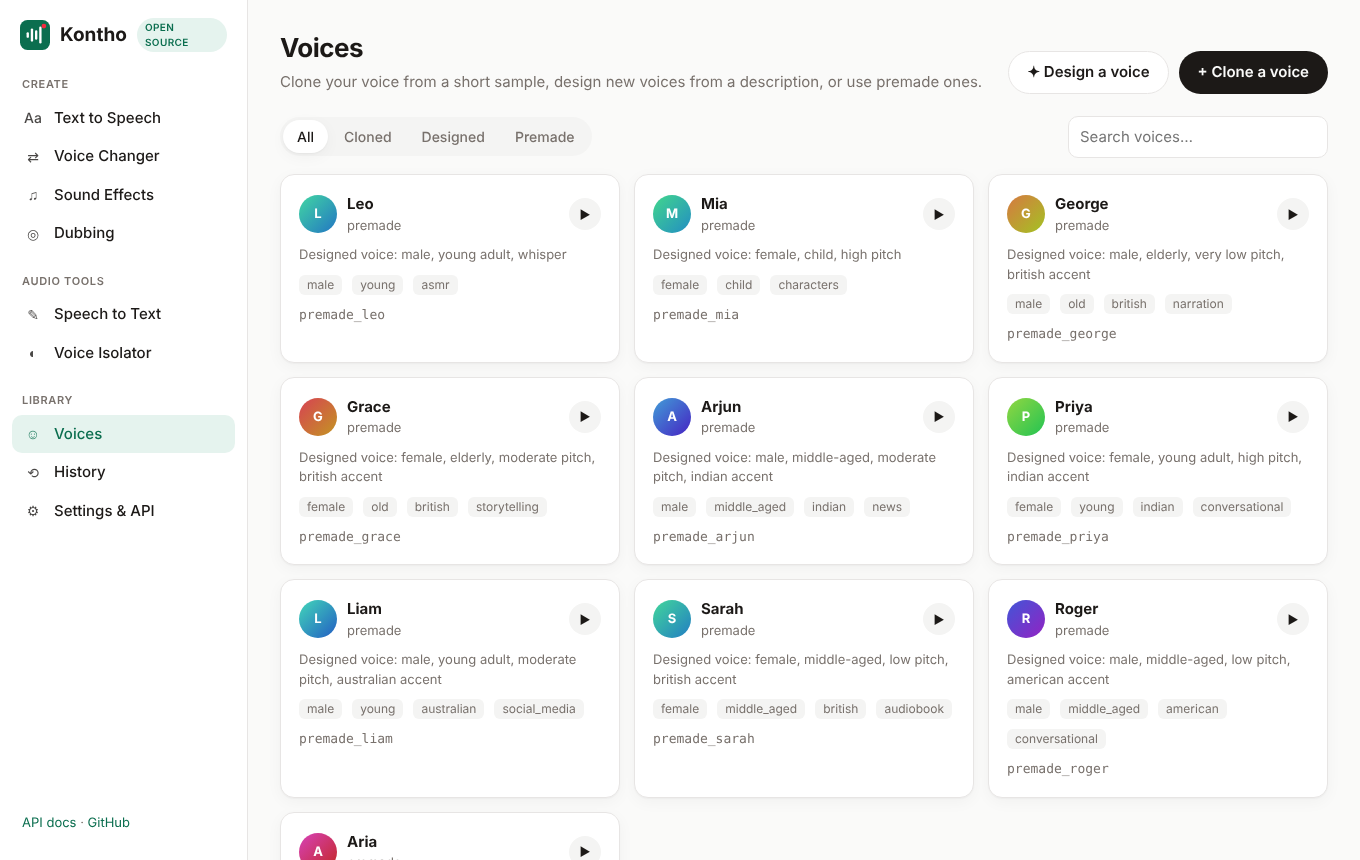 Kontho
OPEN
SOURCE
CREATE
Aa Text to Speech
Voice Changer
Sound Effects
Dubbing
AUDIO TOOLS
Speech to Text
Voice Isolator
LIBRARY
Voices
History
Settings & API
API docs · GitHub
Voices
Clone your voice from a short sample, design new voices from a description, or use premade ones.
✦ Design a voice
+ Clone a voice
All
Cloned
Designed
Premade
Search voices...
L
Leo
premade
Designed voice: male, young adult, whisper
male young asmr
premade_leo
M
Mia
premade
Designed voice: female, child, high pitch
female child characters
premade_mia
G
George
premade
Designed voice: male, elderly, very low pitch,
british accent
male old british narration
premade_george
G
Grace
premade
Designed voice: female, elderly, moderate pitch,
british accent
female old british storytelling
premade_grace
A
Arjun
premade
Designed voice: male, middle-aged, moderate
pitch, indian accent
male middle_aged indian news
premade_arjun
P
Priya
premade
Designed voice: female, young adult, high pitch,
indian accent
female young indian conversational
premade_priya
L
Liam
premade
Designed voice: male, young adult, moderate
pitch, australian accent
male young australian social_media
premade_liam
S
Sarah
premade
Designed voice: female, middle-aged, low pitch,
british accent
female middle_aged british audiobook
premade_sarah
R
Roger
premade
Designed voice: male, middle-aged, low pitch,
american accent
male middle_aged american
conversational
premade_roger
A
Aria